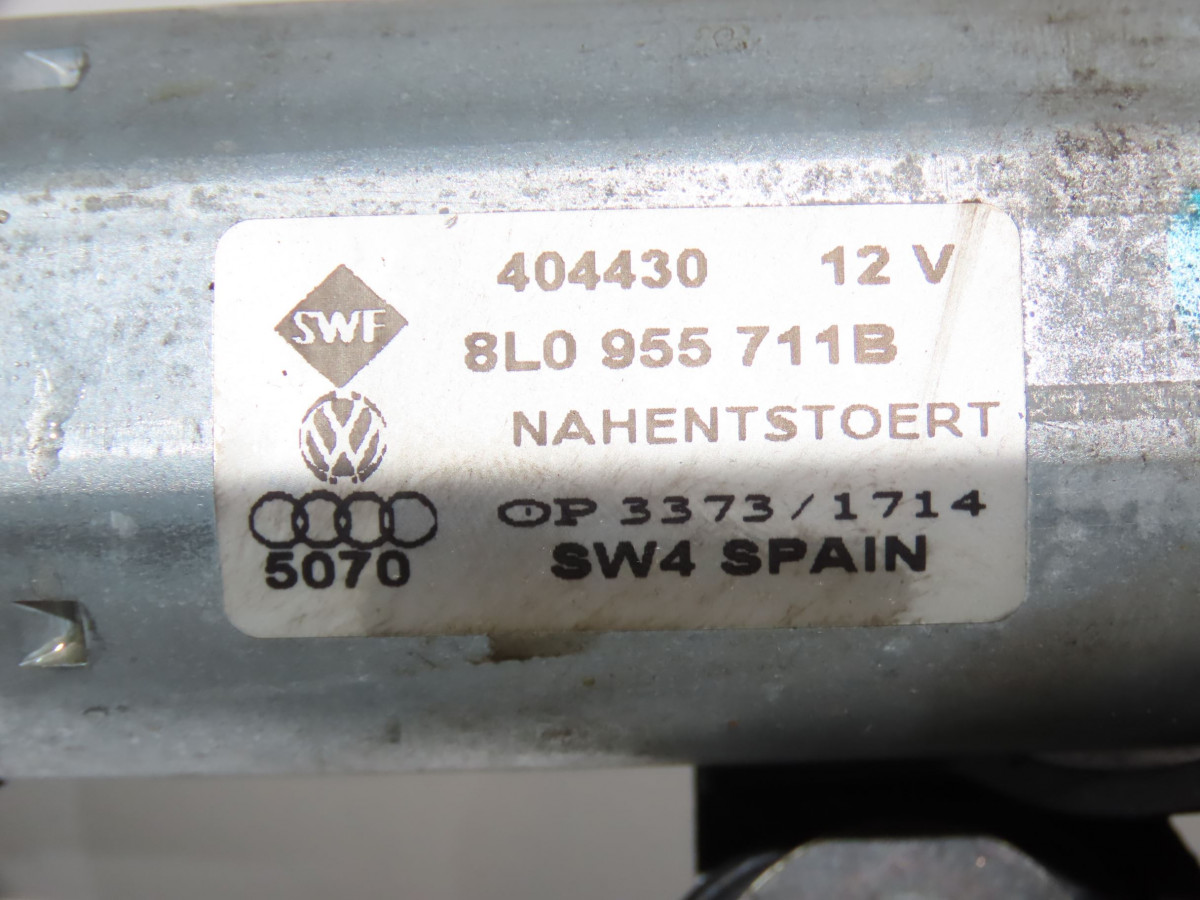 404430 12 V
SWF
8L0 955 711B
NAHENTSTOERT
OP 3373/1714
5070
SW4 SPAIN